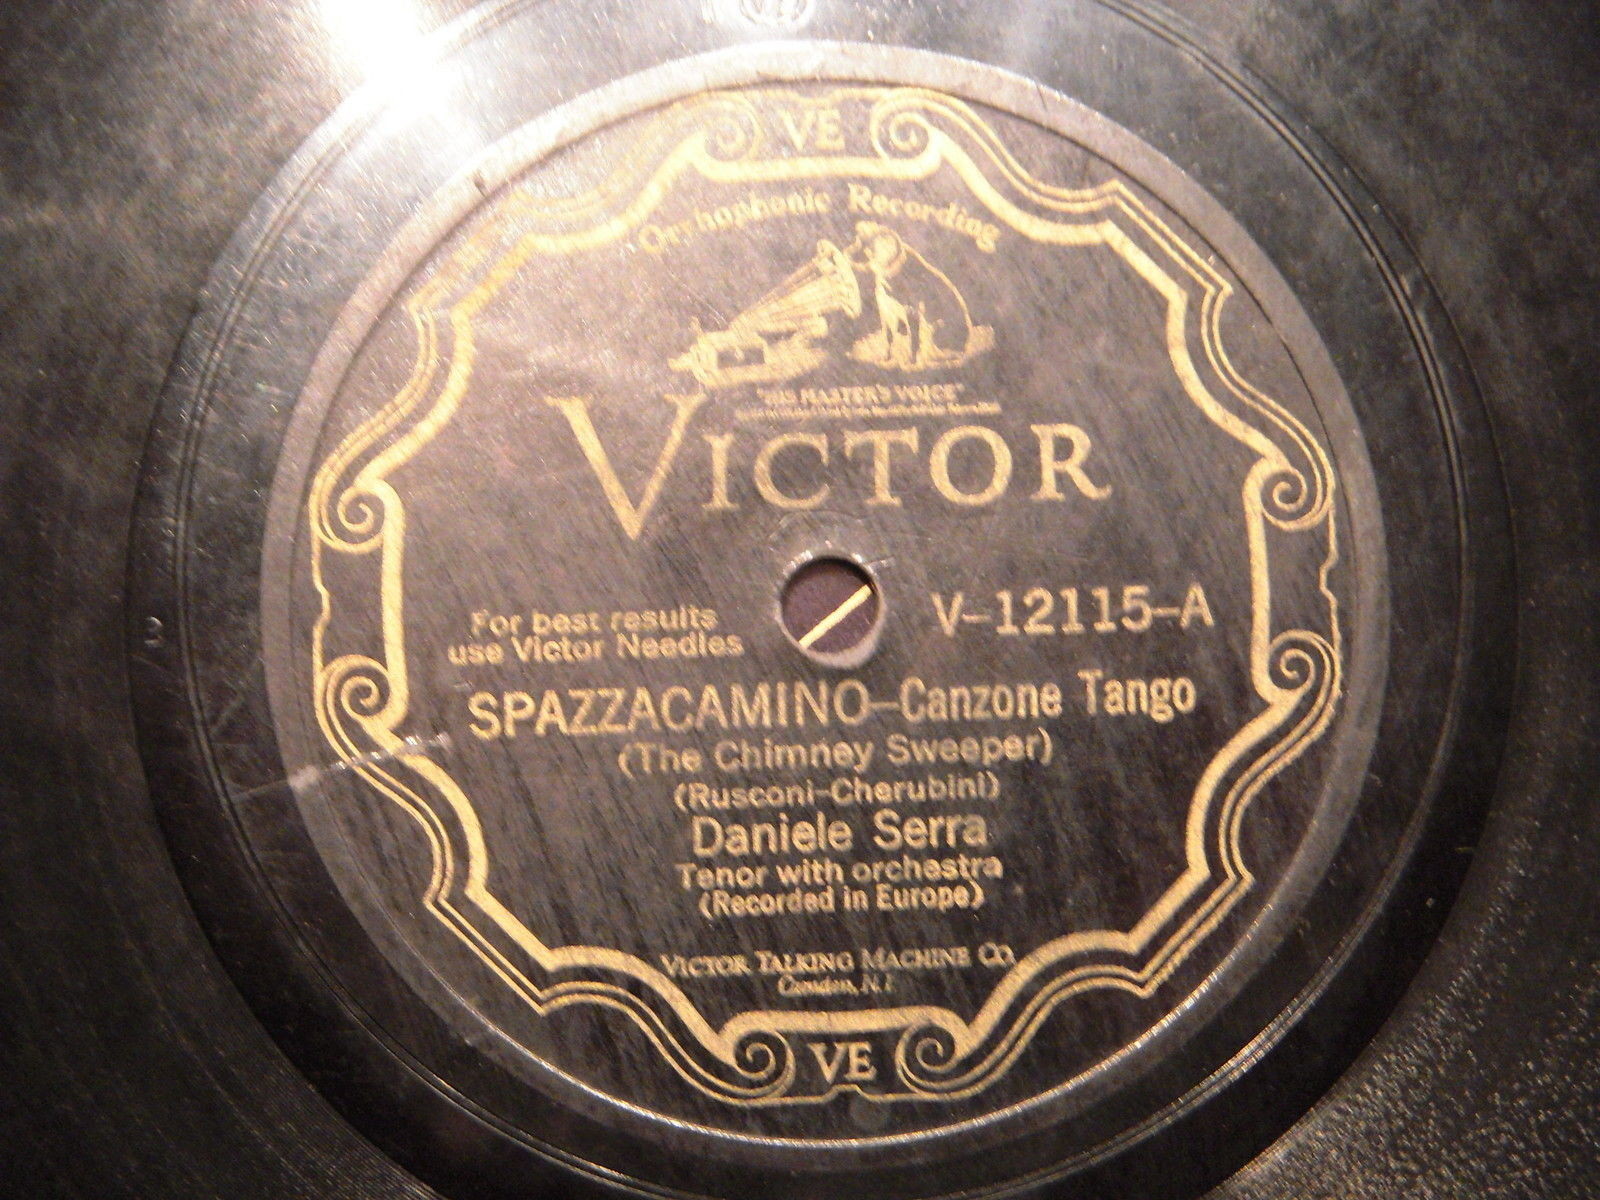 VE
Orthophonic Recording
"HIS MASTER'S VOICE"
VICTOR
For best results
use Victor Needles
V-12115-A
SPAZZACAMINO—Canzone Tango
(The Chimney Sweeper)
(Rusconi-Cherubini)
Daniele Serra
Tenor with orchestra
(Recorded in Europe)
VICTOR TALKING MACHINE CO.
Camden, N.J.
VE